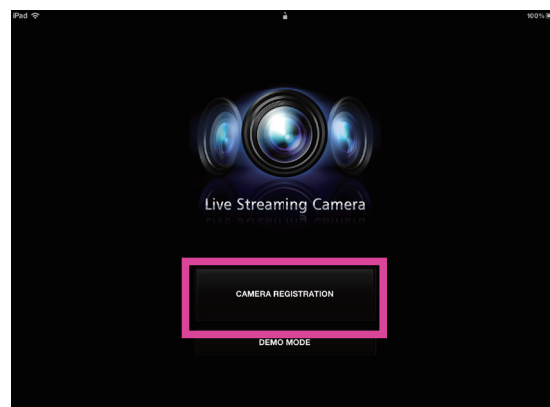 iPad 100%
Live Streaming Camera
CAMERA REGISTRATION
DEMO MODE